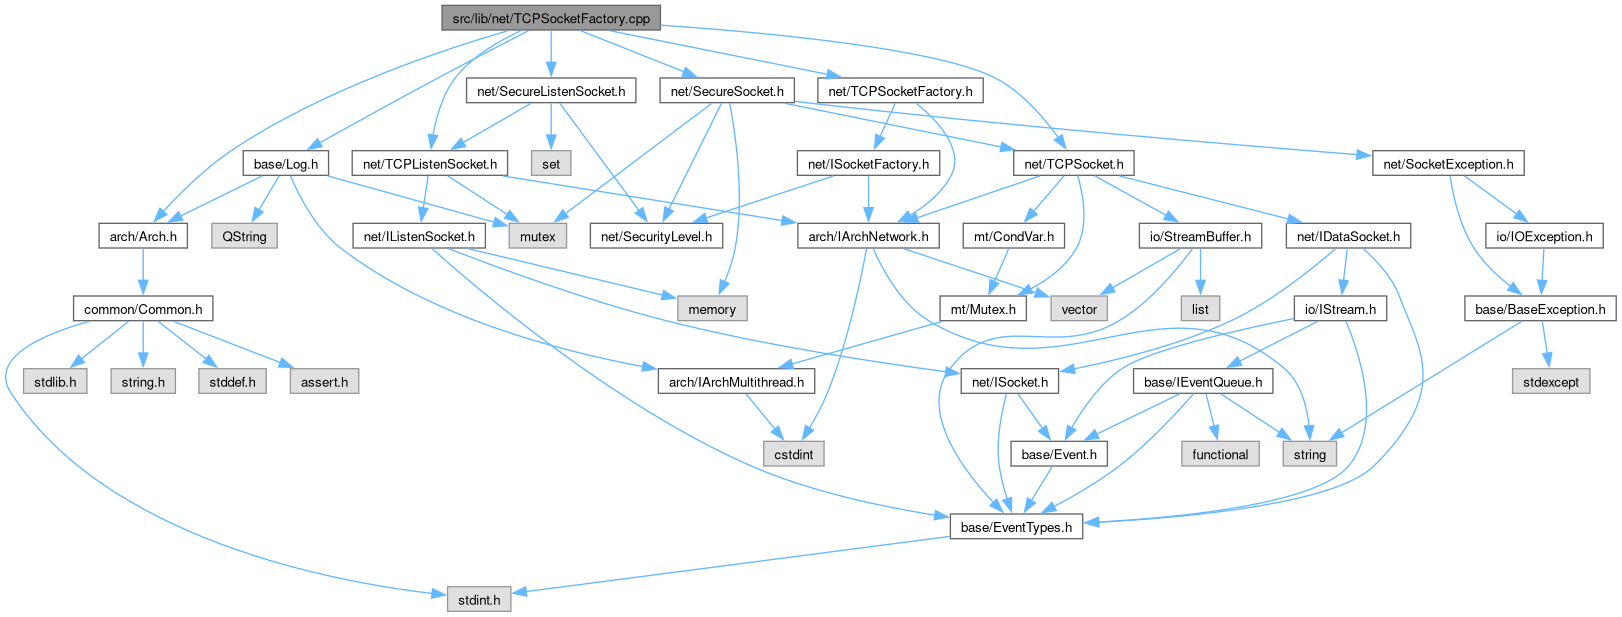 src/lib/net/TCPSocketFactory.cpp
net/SecureListenSocket.h
net/SecureSocket.h
net/TCPSocketFactory.h
base/Log.h
net/TCPListenSocket.h
set
net/ISocketFactory.h
net/TCPSocket.h
net/SocketException.h
arch/Arch.h
QString
net/IListenSocket.h
mutex
net/SecurityLevel.h
arch/IArchNetwork.h
mt/CondVar.h
io/StreamBuffer.h
net/IDataSocket.h
io/IOException.h
common/Common.h
memory
mt/Mutex.h
vector
list
io/IStream.h
base/BaseException.h
stdlib.h
string.h
stddef.h
assert.h
arch/IArchMultithread.h
net/ISocket.h
base/IEventQueue.h
stdexcept
cstdint
base/Event.h
functional
string
base/EventTypes.h
stdint.h